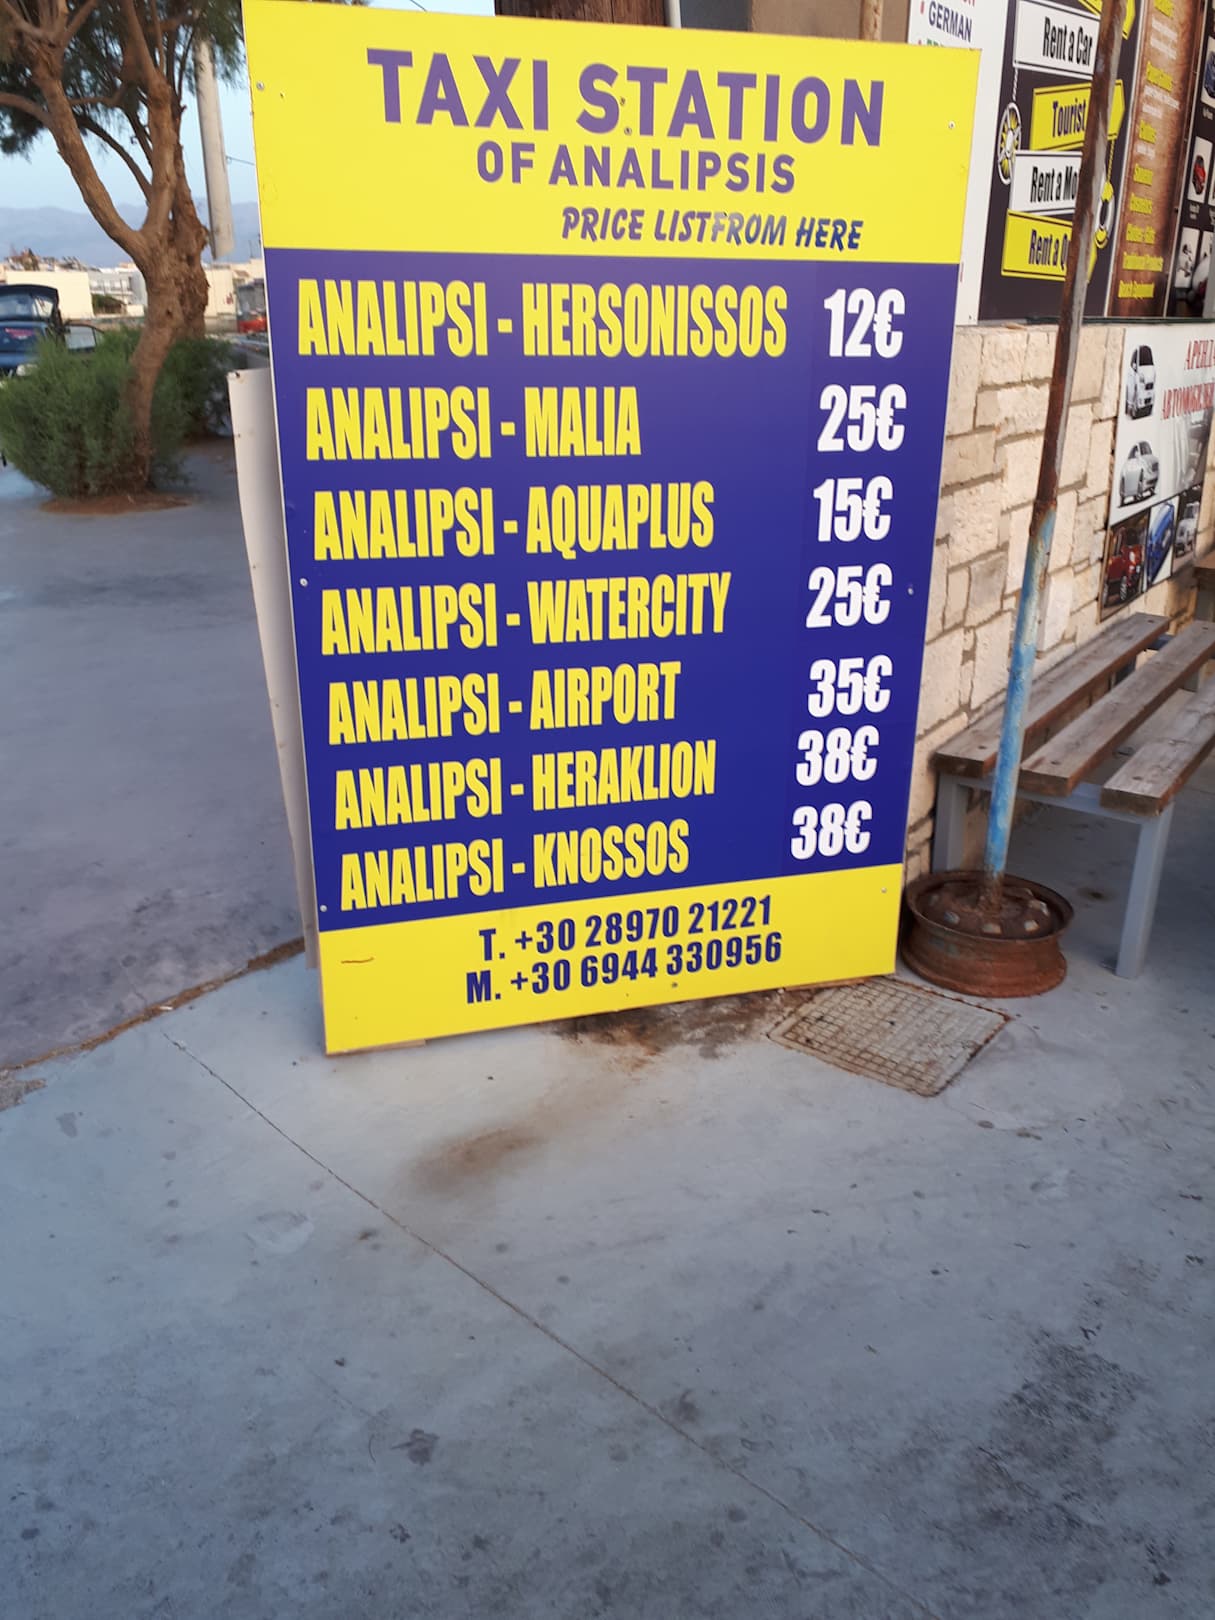 TAXI STATION
OF ANALIPSIS
PRICE LISTFROM HERE
ANALIPSI - HERSONISSOS 12€
ANALIPSI - MALIA 25€
ANALIPSI - AQUAPLUS 15€
ANALIPSI - WATERCITY 25€
ANALIPSI - AIRPORT 35€
ANALIPSI - HERAKLION 38€
ANALIPSI - KNOSSOS 38€
T. +30 28970 21221
M. +30 6944 330956
GERMAN
Rent a Car
Tourist
Rent a Mo
Rent a Q